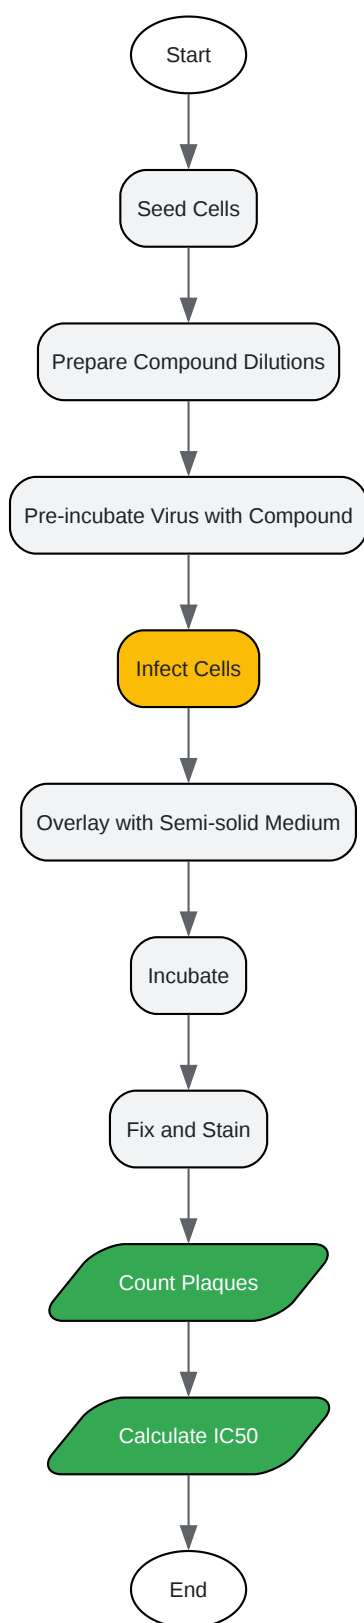 Start
Seed Cells
Prepare Compound Dilutions
Pre-incubate Virus with Compound
Infect Cells
Overlay with Semi-solid Medium
Incubate
Fix and Stain
Count Plaques
Calculate IC50
End